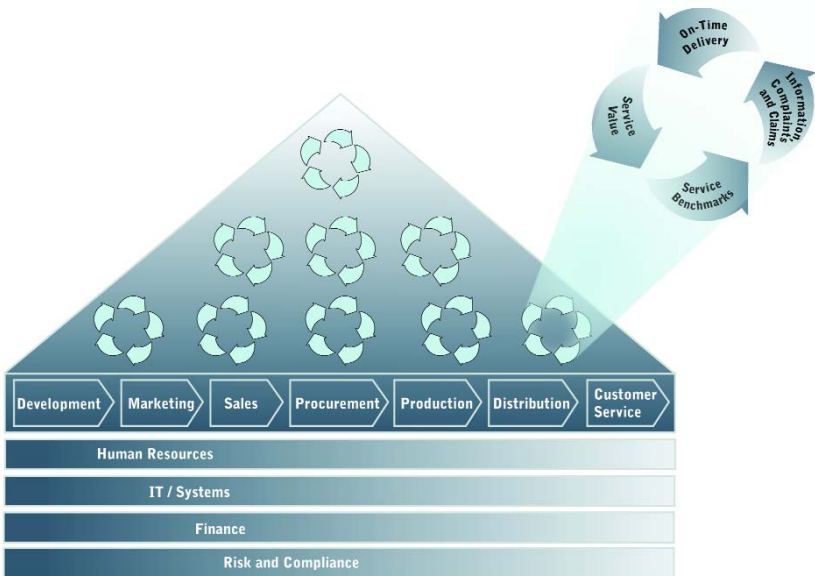 On-Time
Delivery
Information,
Complaints
and Claims
Service
Value
Service
Benchmarks
Development
Marketing
Sales
Procurement
Production
Distribution
Customer
Service
Human Resources
IT / Systems
Finance
Risk and Compliance